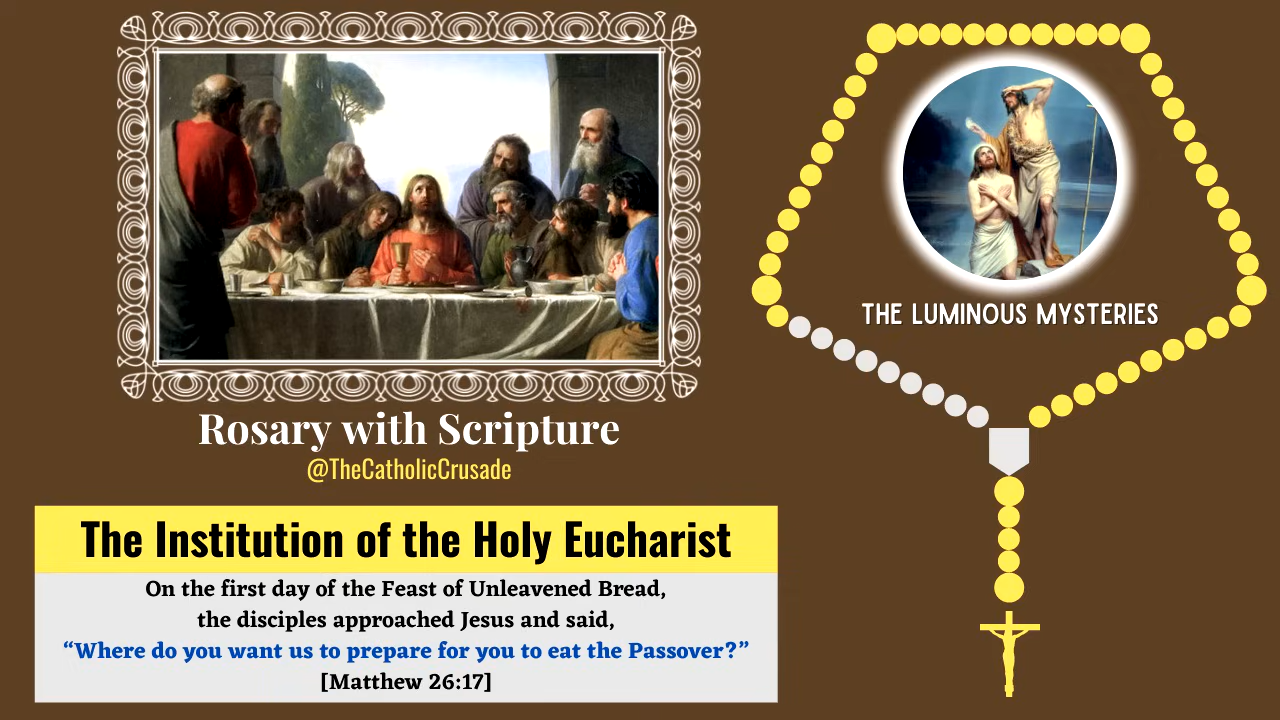 Rosary with Scripture
@TheCatholicCrusade
The Institution of the Holy Eucharist
On the first day of the Feast of Unleavened Bread,
the disciples approached Jesus and said,
“Where do you want us to prepare for you to eat the Passover?”
[Matthew 26:17]
THE LUMINOUS MYSTERIES